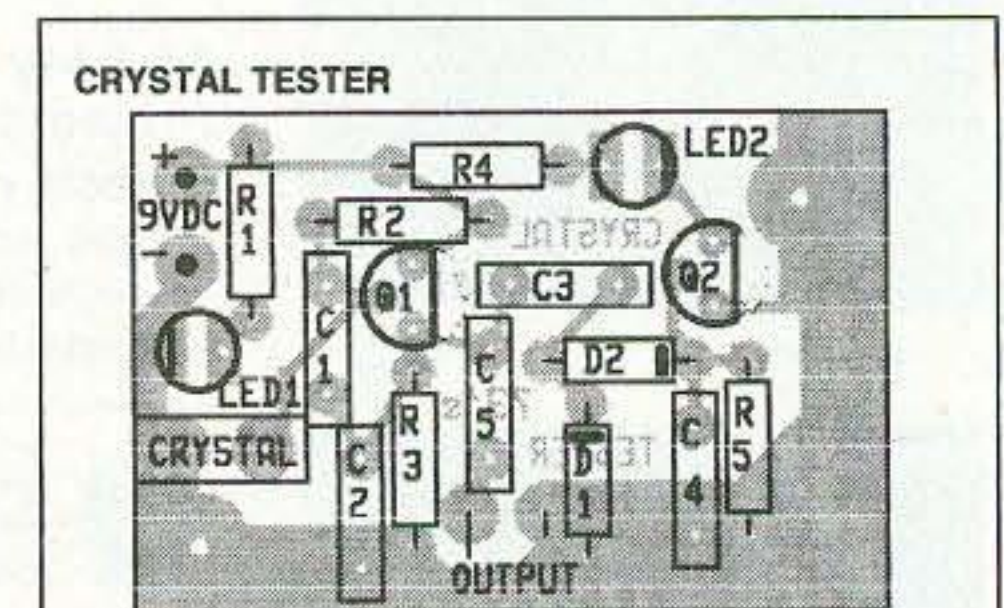 CRYSTAL TESTER
+
9VDC
-
R1
R4
LED2
R2
CRYSTAL
Q1
C3
Q2
C1
LED1
D2
CRYSTAL
C2
R3
C5
73's
TESTER
D1
C4
R5
OUTPUT